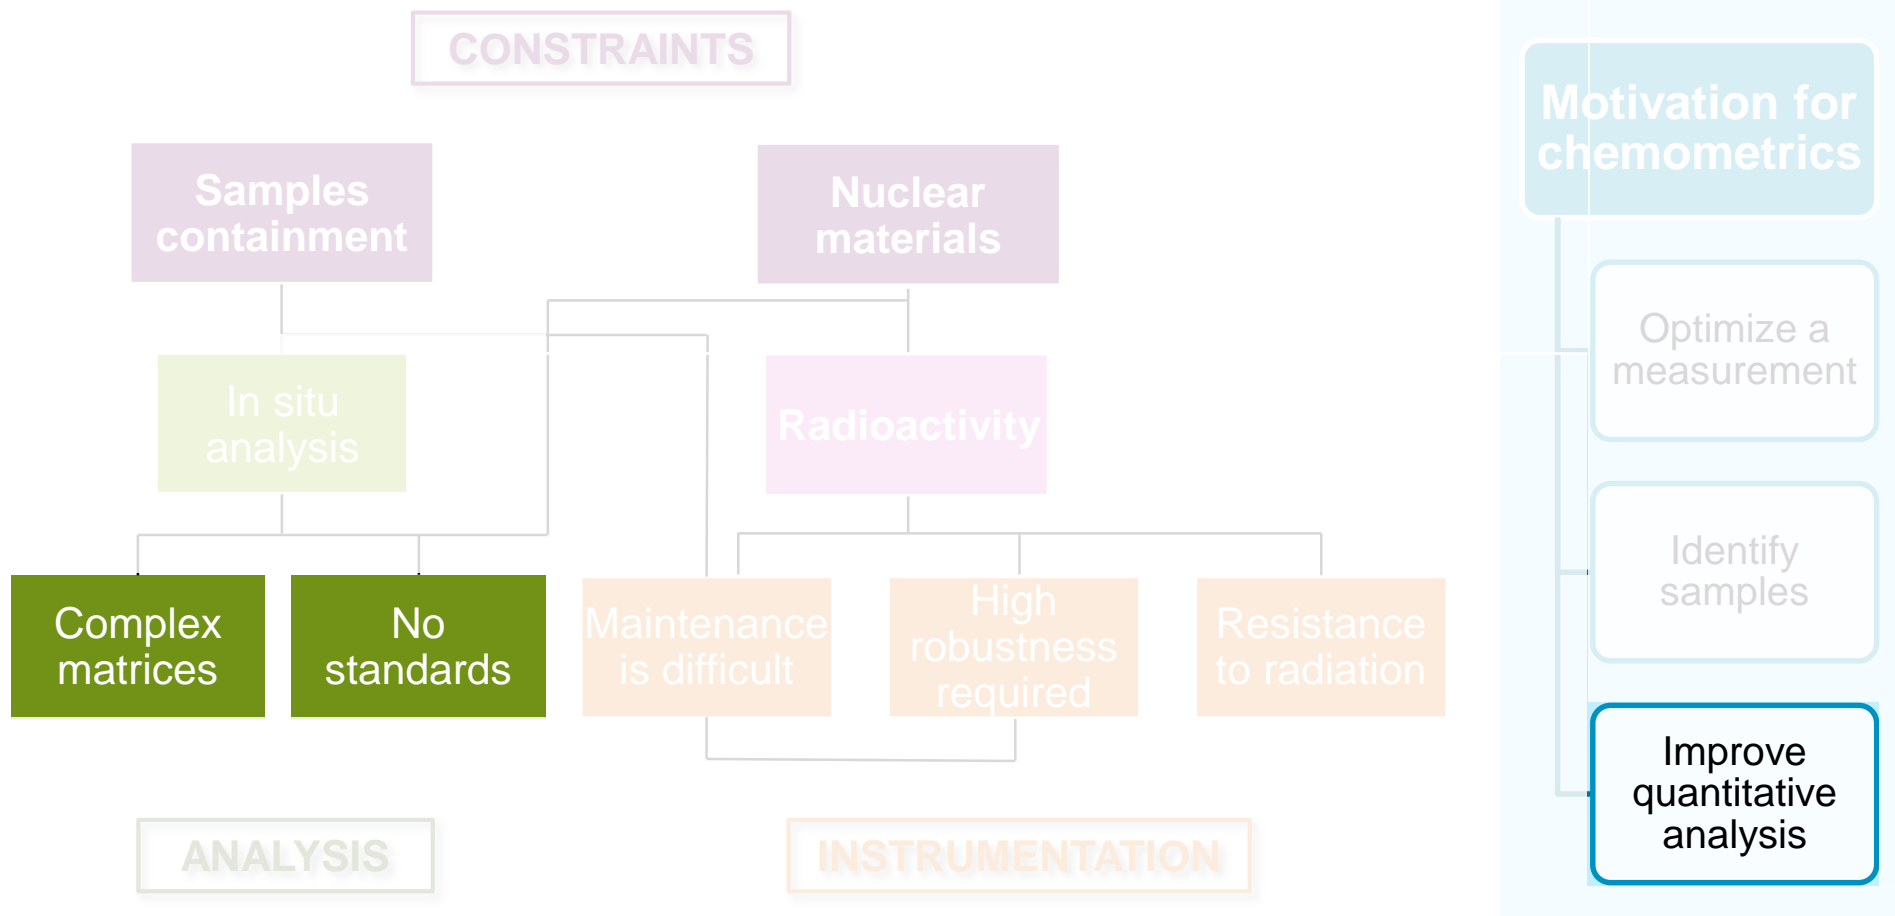 CONSTRAINTS
Samples
containment
Nuclear
materials
In situ
analysis
Radioactivity
Complex
matrices
No
standards
Maintenance
is difficult
High
robustness
required
Resistance
to radiation
ANALYSIS
INSTRUMENTATION
Motivation for
chemometrics
Optimize a
measurement
Identify
samples
Improve
quantitative
analysis